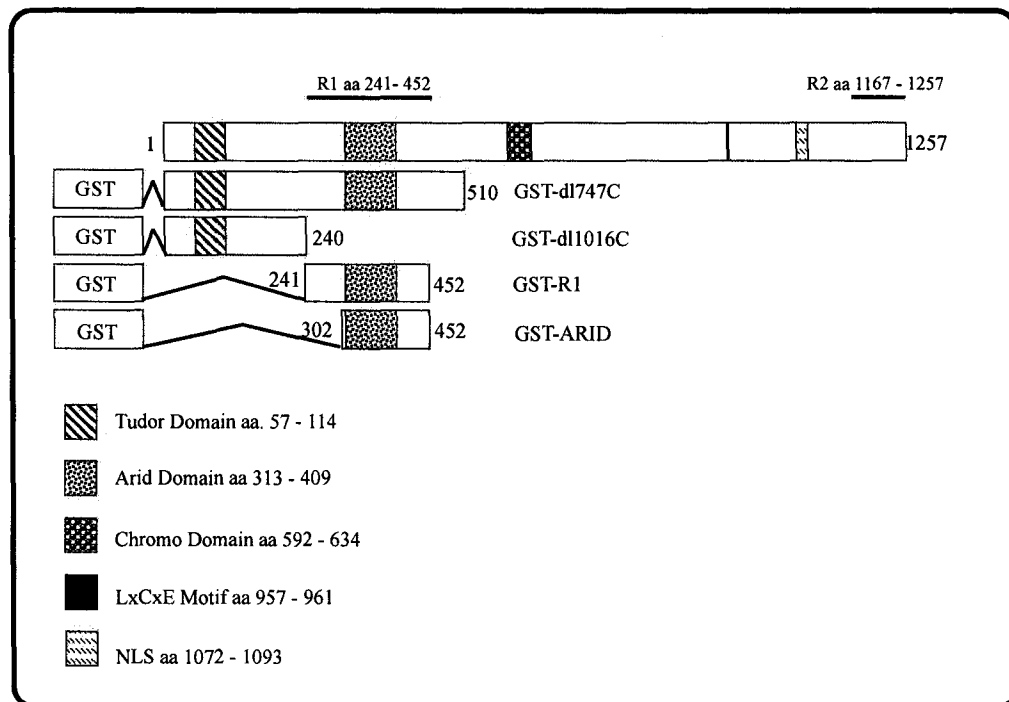 R1 aa 241- 452
R2 aa 1167 - 1257
1
1257
GST
510
GST-dl747C
GST
240
GST-dl1016C
GST
241
452
GST-R1
GST
302
452
GST-ARID
Tudor Domain aa. 57 - 114
Arid Domain aa 313 - 409
Chromo Domain aa 592 - 634
LxCxE Motif aa 957 - 961
NLS aa 1072 - 1093